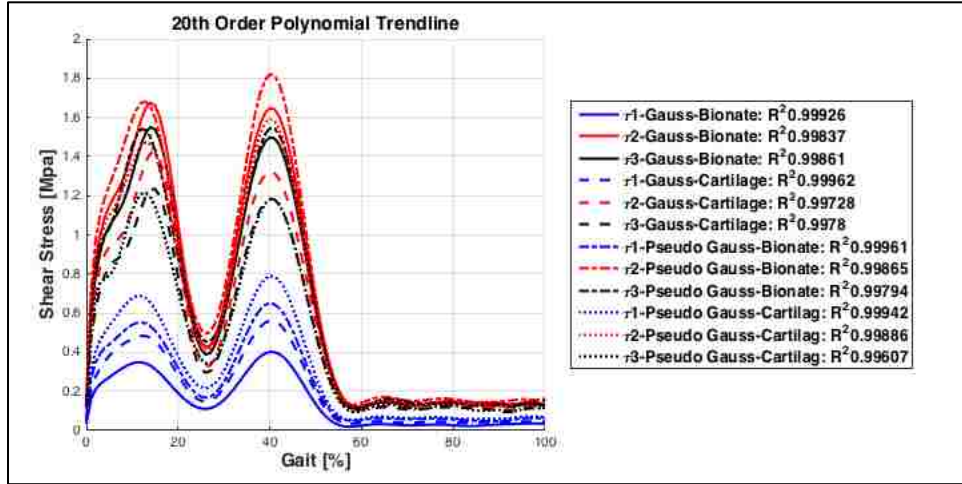 20th Order Polynomial Trendline
2
1.8
1.6
1.4
1.2
1
0.8
0.6
0.4
0.2
0
Shear Stress [Mpa]
0 20 40 60 80 100
Gait [%]
τ1-Gauss-Bionate: R²0.99926
τ2-Gauss-Bionate: R²0.99837
τ3-Gauss-Bionate: R²0.99861
τ1-Gauss-Cartilage: R²0.99962
τ2-Gauss-Cartilage: R²0.99728
τ3-Gauss-Cartilage: R²0.9978
τ1-Pseudo Gauss-Bionate: R²0.99961
τ2-Pseudo Gauss-Bionate: R²0.99865
τ3-Pseudo Gauss-Bionate: R²0.99794
τ1-Pseudo Gauss-Cartilag: R²0.99942
τ2-Pseudo Gauss-Cartilag: R²0.99886
τ3-Pseudo Gauss-Cartilag: R²0.99607